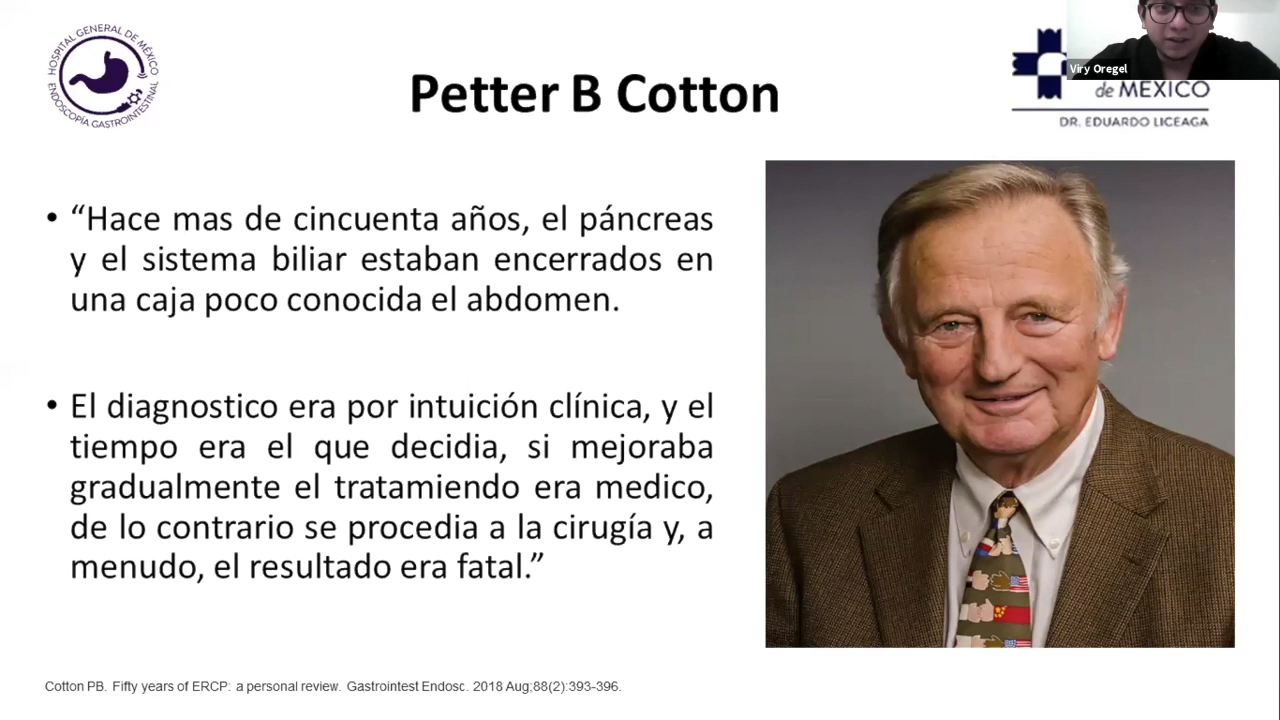 HOSPITAL GENERAL DE MÉXICO
ENDOSCOPÍA GASTROINTESTINAL
Petter B Cotton
Viry Oregel
de MÉXICO
DR. EDUARDO LICEAGA
• “Hace mas de cincuenta años, el páncreas
y el sistema biliar estaban encerrados en
una caja poco conocida el abdomen.
• El diagnostico era por intuición clínica, y el
tiempo era el que decidia, si mejoraba
gradualmente el tratamiendo era medico,
de lo contrario se procedia a la cirugía y, a
menudo, el resultado era fatal.”
Cotton PB. Fifty years of ERCP: a personal review. Gastrointest Endosc. 2018 Aug;88(2):393-396.